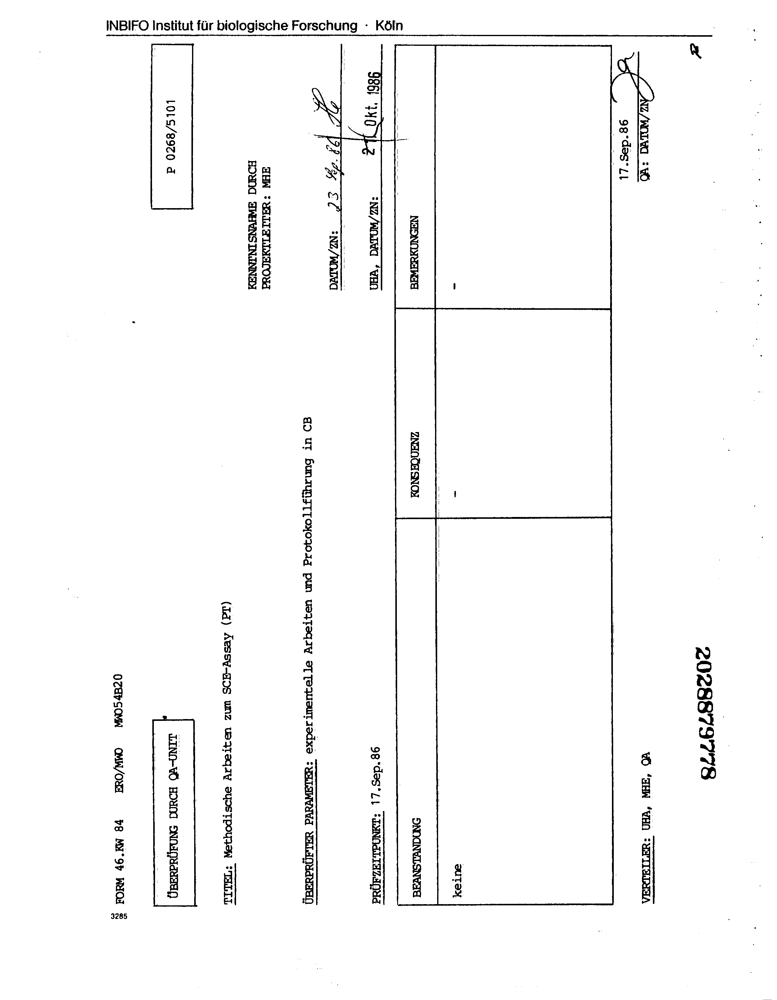 INBIFO Institut für biologische Forschung · Köln
FORM 46.KW 84 ERO/MWO MWO54B20
P 0268/5101
ÜBERPRÜFUNG DURCH QA-UNIT
TITEL: Methodische Arbeiten zum SCE-Assay (PT)
KENNTNISNAHME DURCH
PROJEKTLEITER: MHE
ÜBERPRÜFTER PARAMETER: experimentelle Arbeiten und Protokollführung in CB
DATUM/ZN: 23 Sep. 86
PRÜFZEITPUNKT: 17.Sep.86
UHA, DATUM/ZN: Okt. 1986
BEANSTANDUNG KONSEQUENZ BEMERKUNGEN
keine - -
17.Sep.86
VERTEILER: UHA, MHE, QA
QA: DATUM/ZN
2028879778
3285